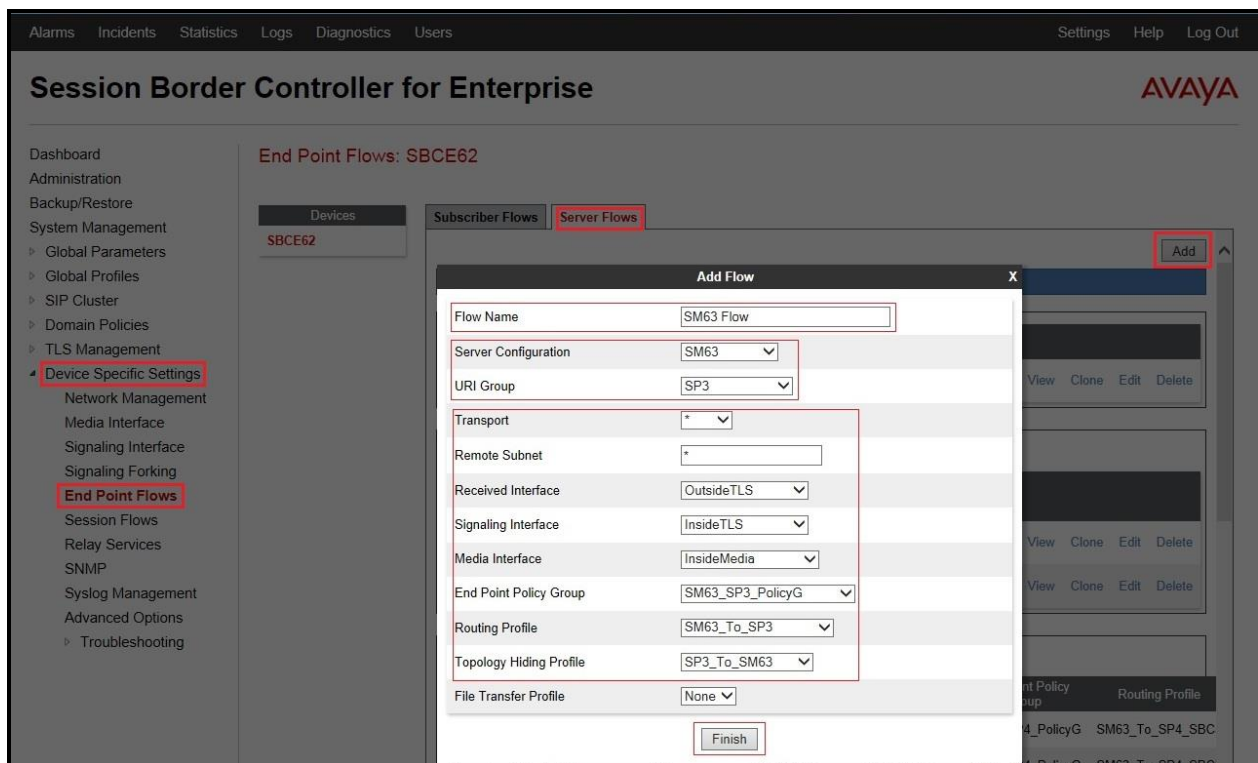 Alarms Incidents Statistics Logs Diagnostics Users Settings Help Log Out
Session Border Controller for Enterprise
AVAYA
Dashboard
Administration
Backup/Restore
System Management
Global Parameters
Global Profiles
SIP Cluster
Domain Policies
TLS Management
Device Specific Settings
Network Management
Media Interface
Signaling Interface
Signaling Forking
End Point Flows
Session Flows
Relay Services
SNMP
Syslog Management
Advanced Options
Troubleshooting
End Point Flows: SBCE62
Devices
SBCE62
Subscriber Flows Server Flows
Add
Add Flow X
Flow Name SM63 Flow
Server Configuration SM63
URI Group SP3
Transport *
Remote Subnet *
Received Interface OutsideTLS
Signaling Interface InsideTLS
Media Interface InsideMedia
End Point Policy Group SM63_SP3_PolicyG
Routing Profile SM63_To_SP3
Topology Hiding Profile SP3_To_SM63
File Transfer Profile None
Finish
View Clone Edit Delete
View Clone Edit Delete
View Clone Edit Delete
Policy Routing Profile
4_PolicyG SM63_To_SP4_SBC